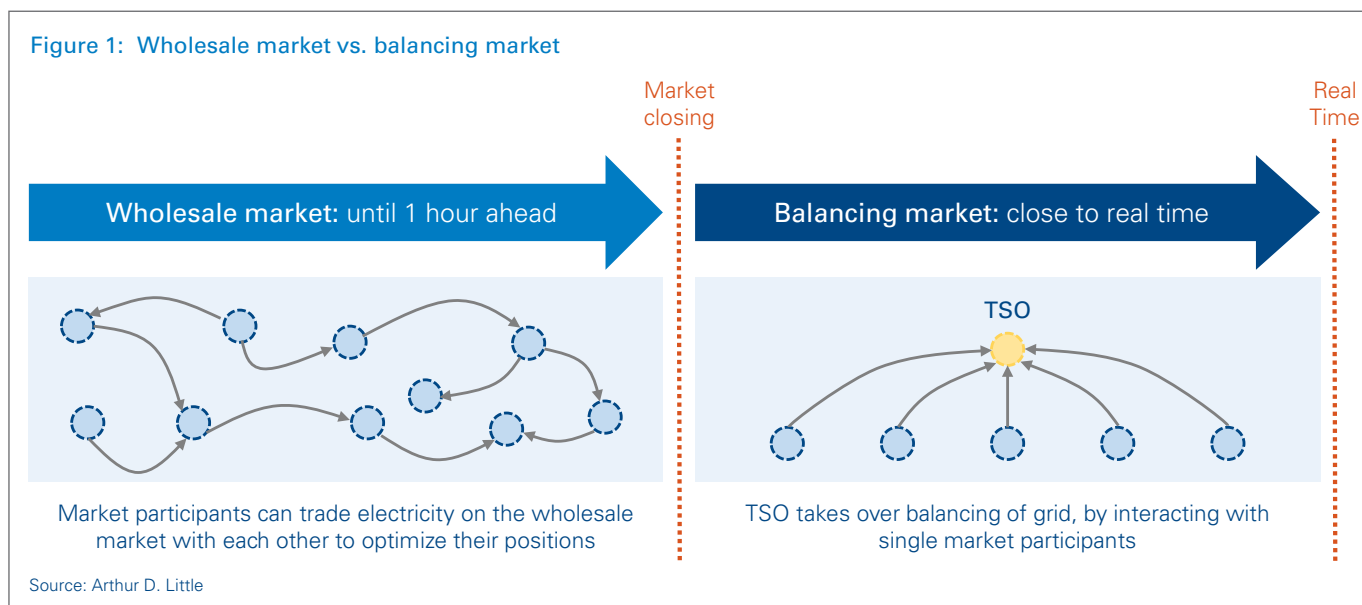 Figure 1: Wholesale market vs. balancing market
Market
closing
Real
Time
Wholesale market: until 1 hour ahead
Balancing market: close to real time
TSO
Market participants can trade electricity on the wholesale
market with each other to optimize their positions
TSO takes over balancing of grid, by interacting with
single market participants
Source: Arthur D. Little